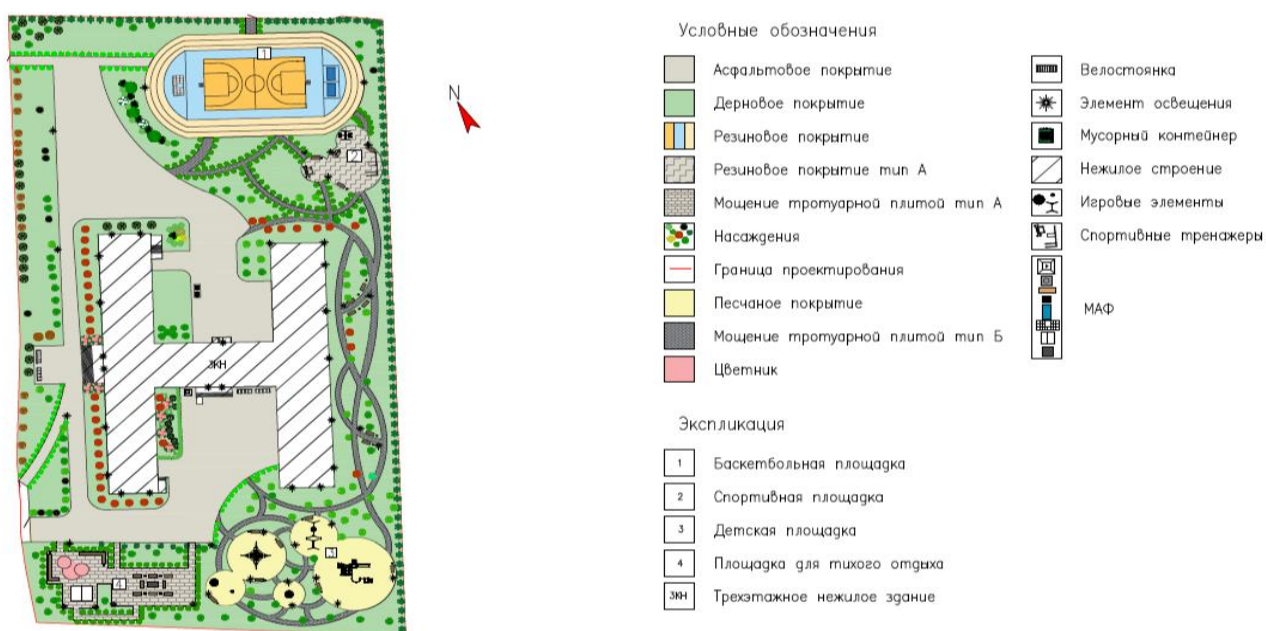 1
2
3
4
3КН
N
Условные обозначения
Асфальтовое покрытие
Дерновое покрытие
Резиновое покрытие
Резиновое покрытие тип А
Мощение тротуарной плитой тип А
Насаждения
Граница проектирования
Песчаное покрытие
Мощение тротуарной плитой тип Б
Цветник
Велостоянка
Элемент освещения
Мусорный контейнер
Нежилое строение
Игровые элементы
Спортивные тренажеры
МАФ
Экспликация
1 Баскетбольная площадка
2 Спортивная площадка
3 Детская площадка
4 Площадка для тихого отдыха
3КН Трехэтажное нежилое здание